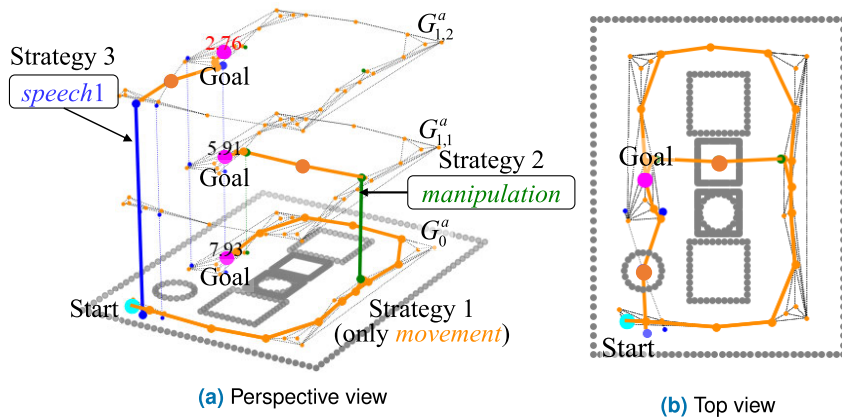 Strategy 3
speech1
2.76
Goal
G^a_{1,2}
5.91
Goal
G^a_{1,1}
Strategy 2
manipulation
7.93
Goal
G^a_0
Start
Strategy 1
(only movement)
(a) Perspective view
Goal
Start
(b) Top view